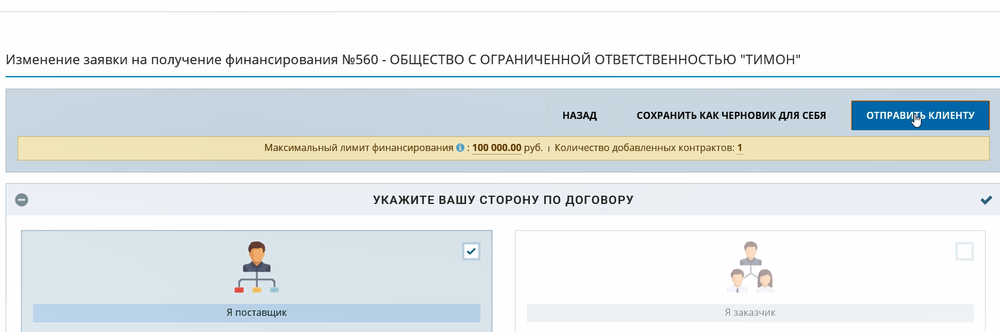 Изменение заявки на получение финансирования №560 - ОБЩЕСТВО С ОГРАНИЧЕННОЙ ОТВЕТСТВЕННОСТЬЮ "ТИМОН"
НАЗАД СОХРАНИТЬ КАК ЧЕРНОВИК ДЛЯ СЕБЯ ОТПРАВИТЬ КЛИЕНТУ
Максимальный лимит финансирования : 100 000.00 руб. | Количество добавленных контрактов: 1
УКАЖИТЕ ВАШУ СТОРОНУ ПО ДОГОВОРУ
Я поставщик Я заказчик